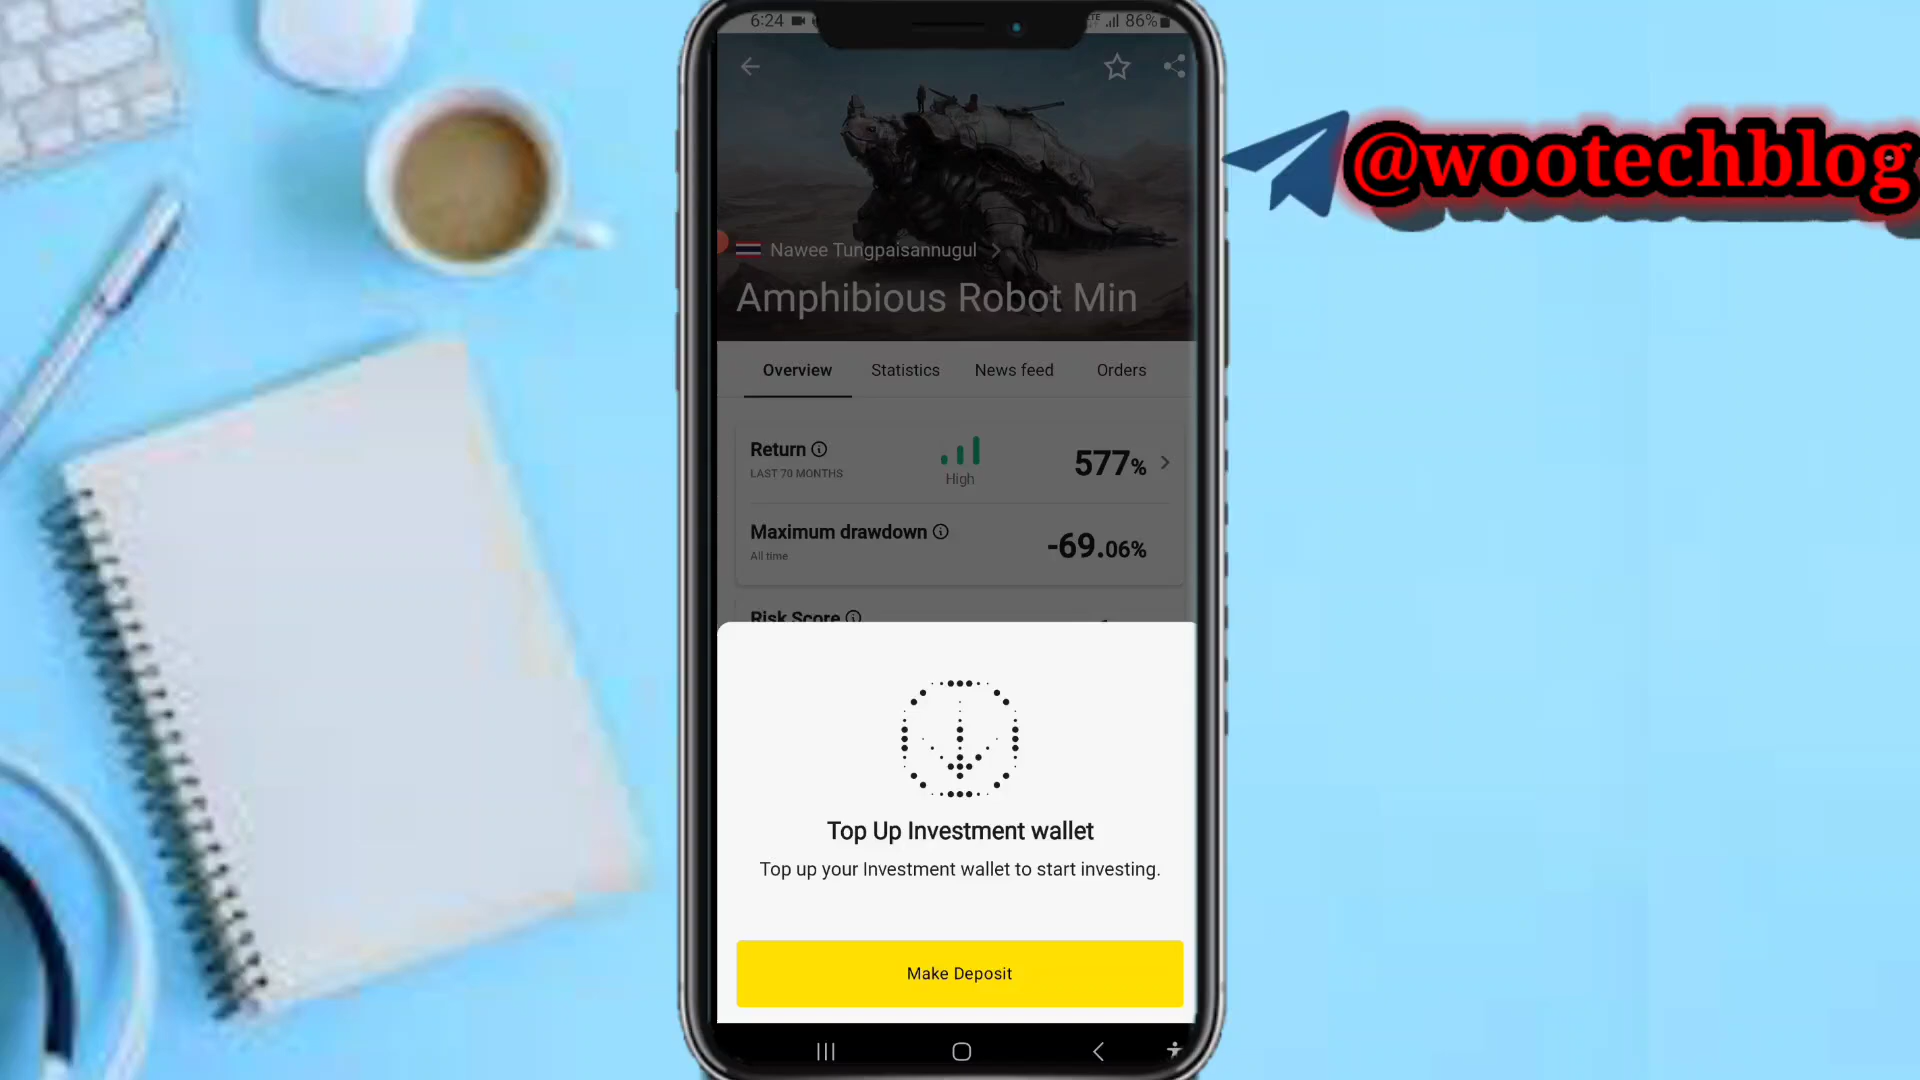 6:24
86%
@wootechblog
Nawee Tungpaisannugul
Amphibious Robot Min
Overview Statistics News feed Orders
Return
LAST 70 MONTHS
High
577%
Maximum drawdown
All time
-69.06%
Risk Score
Top Up Investment wallet
Top up your Investment wallet to start investing.
Make Deposit